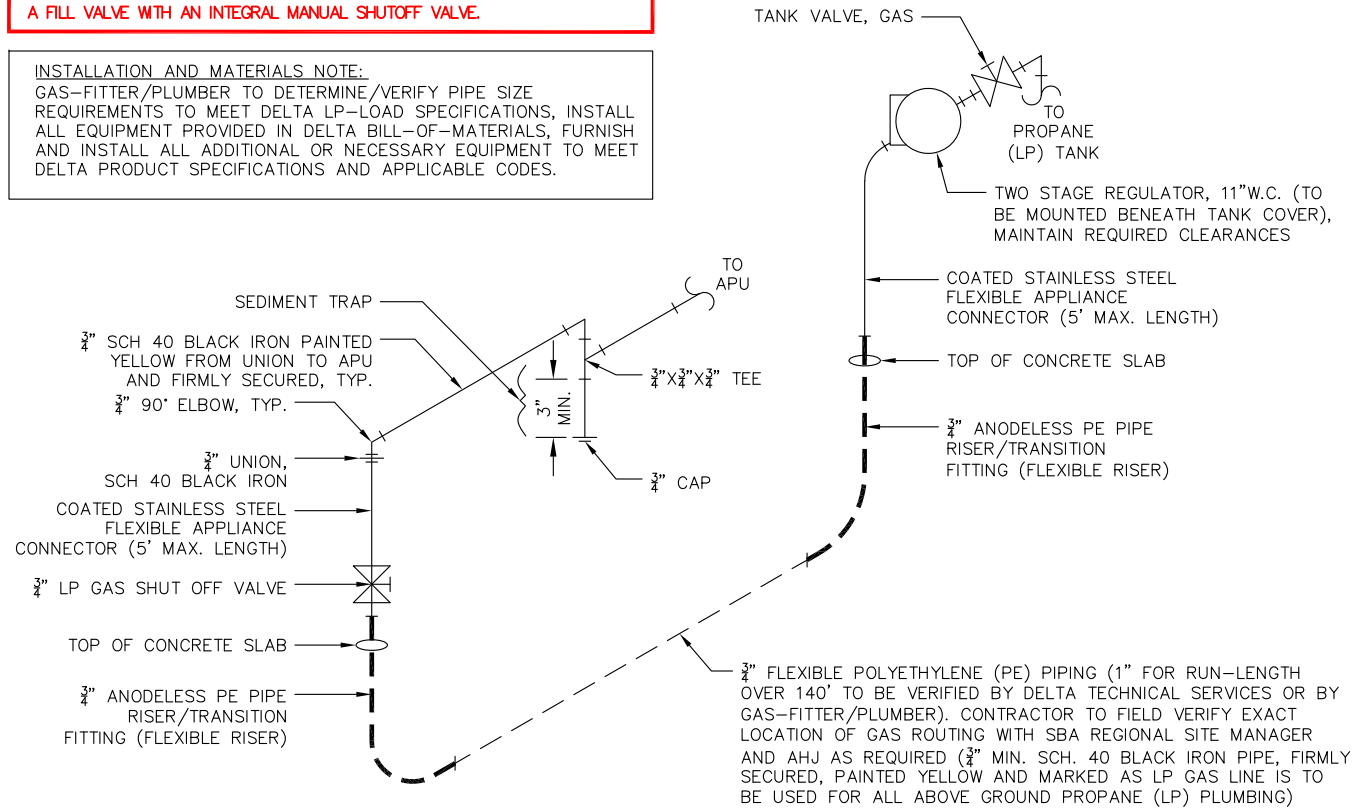 A FILL VALVE WITH AN INTEGRAL MANUAL SHUTOFF VALVE.
INSTALLATION AND MATERIALS NOTE:
GAS-FITTER/PLUMBER TO DETERMINE/VERIFY PIPE SIZE
REQUIREMENTS TO MEET DELTA LP-LOAD SPECIFICATIONS, INSTALL
ALL EQUIPMENT PROVIDED IN DELTA BILL-OF-MATERIALS, FURNISH
AND INSTALL ALL ADDITIONAL OR NECESSARY EQUIPMENT TO MEET
DELTA PRODUCT SPECIFICATIONS AND APPLICABLE CODES.
TANK VALVE, GAS
TO
PROPANE
(LP) TANK
TWO STAGE REGULATOR, 11"W.C. (TO
BE MOUNTED BENEATH TANK COVER),
MAINTAIN REQUIRED CLEARANCES
COATED STAINLESS STEEL
FLEXIBLE APPLIANCE
CONNECTOR (5' MAX. LENGTH)
TOP OF CONCRETE SLAB
3/4" ANODELESS PE PIPE
RISER/TRANSITION
FITTING (FLEXIBLE RISER)
TO
APU
SEDIMENT TRAP
3/4" SCH 40 BLACK IRON PAINTED
YELLOW FROM UNION TO APU
AND FIRMLY SECURED, TYP.
3/4" 90° ELBOW, TYP.
3"
MIN.
3/4"X3/4"X3/4" TEE
3/4" CAP
3/4" UNION,
SCH 40 BLACK IRON
COATED STAINLESS STEEL
FLEXIBLE APPLIANCE
CONNECTOR (5' MAX. LENGTH)
3/4" LP GAS SHUT OFF VALVE
TOP OF CONCRETE SLAB
3/4" ANODELESS PE PIPE
RISER/TRANSITION
FITTING (FLEXIBLE RISER)
3/4" FLEXIBLE POLYETHYLENE (PE) PIPING (1" FOR RUN-LENGTH
OVER 140' TO BE VERIFIED BY DELTA TECHNICAL SERVICES OR BY
GAS-FITTER/PLUMBER). CONTRACTOR TO FIELD VERIFY EXACT
LOCATION OF GAS ROUTING WITH SBA REGIONAL SITE MANAGER
AND AHJ AS REQUIRED (3/4" MIN. SCH. 40 BLACK IRON PIPE, FIRMLY
SECURED, PAINTED YELLOW AND MARKED AS LP GAS LINE IS TO
BE USED FOR ALL ABOVE GROUND PROPANE (LP) PLUMBING)